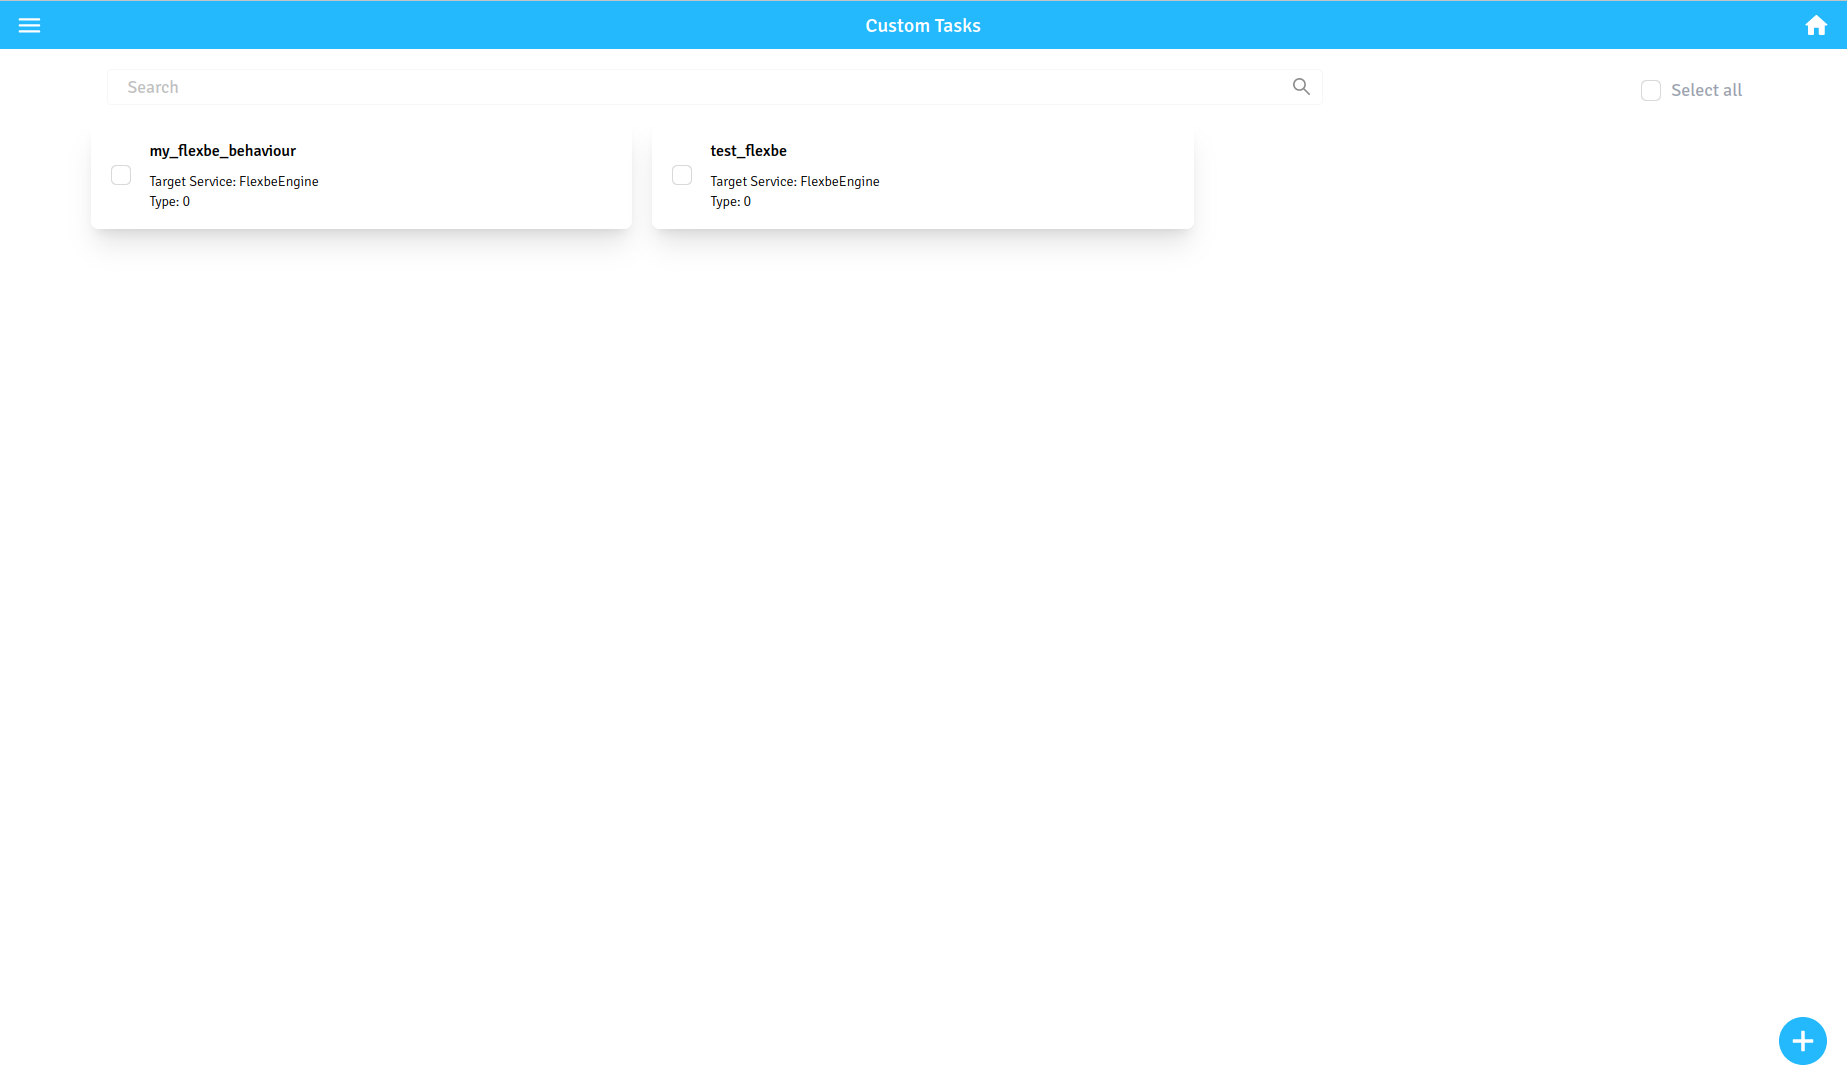 Custom Tasks
Search
Select all
my_flexbe_behaviour
Target Service: FlexbeEngine
Type: 0
test_flexbe
Target Service: FlexbeEngine
Type: 0